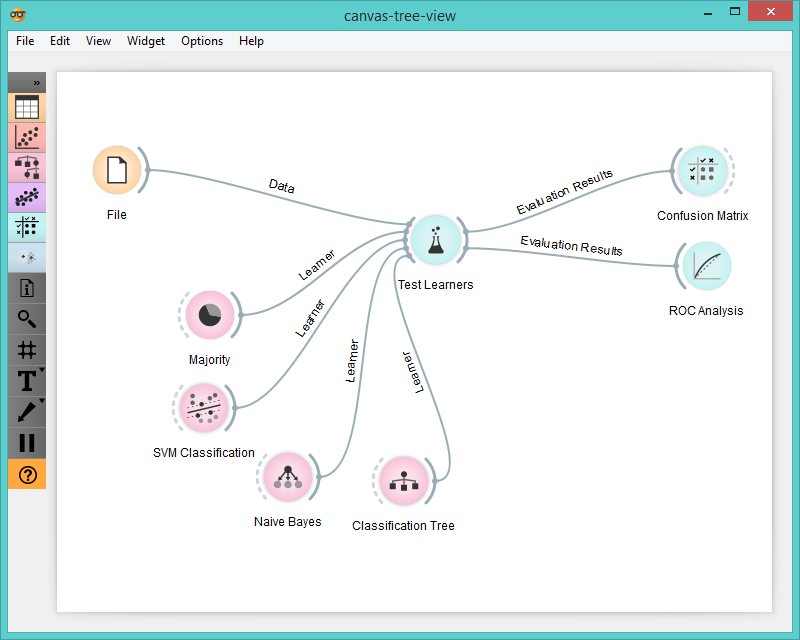 canvas-tree-view
File Edit View Widget Options Help
»
File
Data
Learner
Learner
Learner
Learner
Test Learners
Evaluation Results
Evaluation Results
Confusion Matrix
ROC Analysis
Majority
SVM Classification
Naive Bayes
Classification Tree
T
?